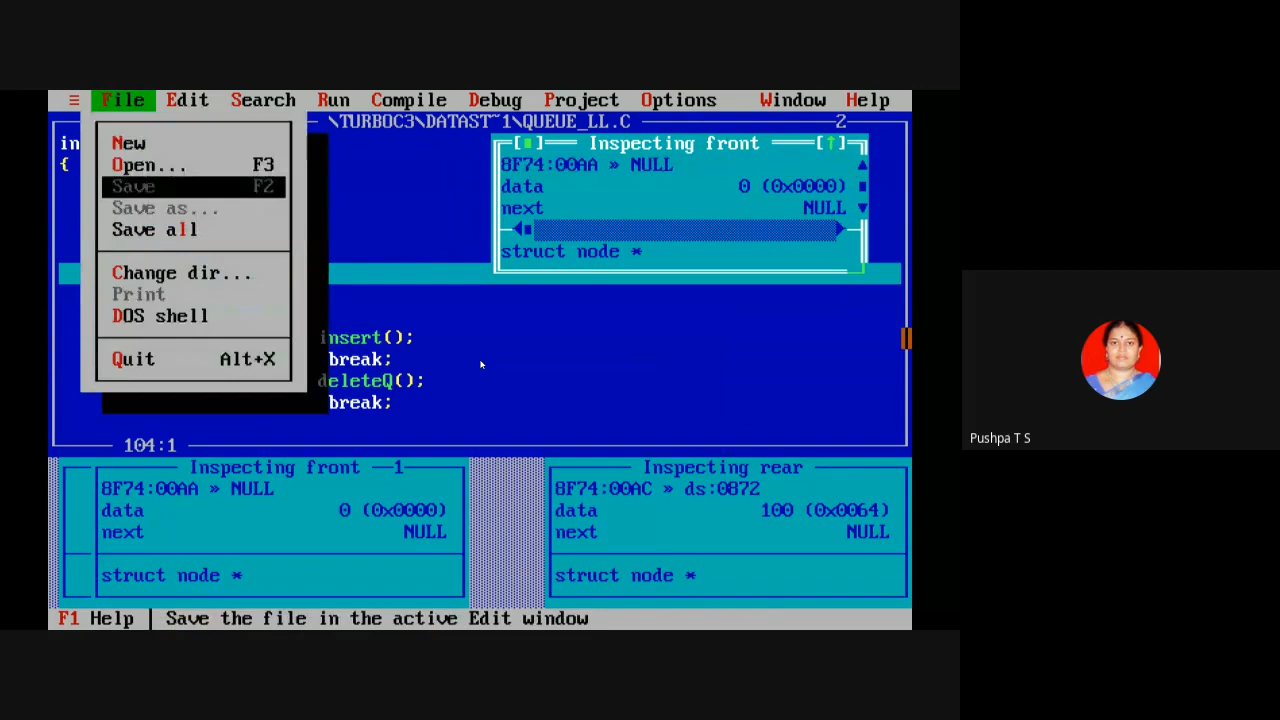 ≡ File Edit Search Run Compile Debug Project Options Window Help
\TURBOC3\DATAST~1\QUEUE_LL.C 2
in
{
New
Open... F3
Save F2
Save as...
Save all
Change dir...
Print
DOS shell
Quit Alt+X
[■] Inspecting front [↑]
8F74:00AA » NULL
data 0 (0x0000)
next NULL
struct node *
insert();
break;
deleteQ();
break;
104:1
Inspecting front 1
8F74:00AA » NULL
data 0 (0x0000)
next NULL
struct node *
Inspecting rear
8F74:00AC » ds:0872
data 100 (0x0064)
next NULL
struct node *
F1 Help | Save the file in the active Edit window
Pushpa T S